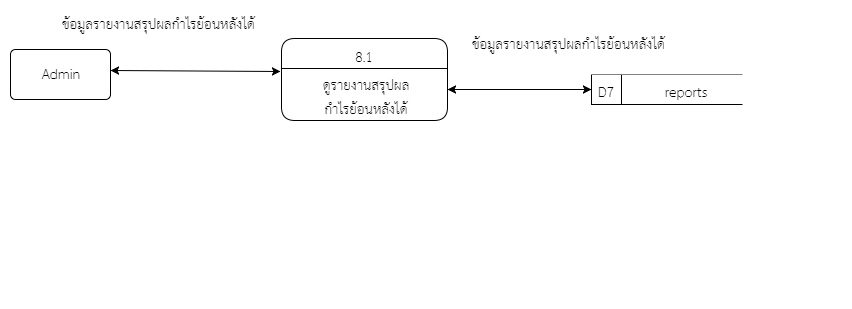 ข้อมูลรายงานสรุปผลกำไรย้อนหลังได้
Admin
8.1
ดูรายงานสรุปผล
กำไรย้อนหลังได้
ข้อมูลรายงานสรุปผลกำไรย้อนหลังได้
D7
reports